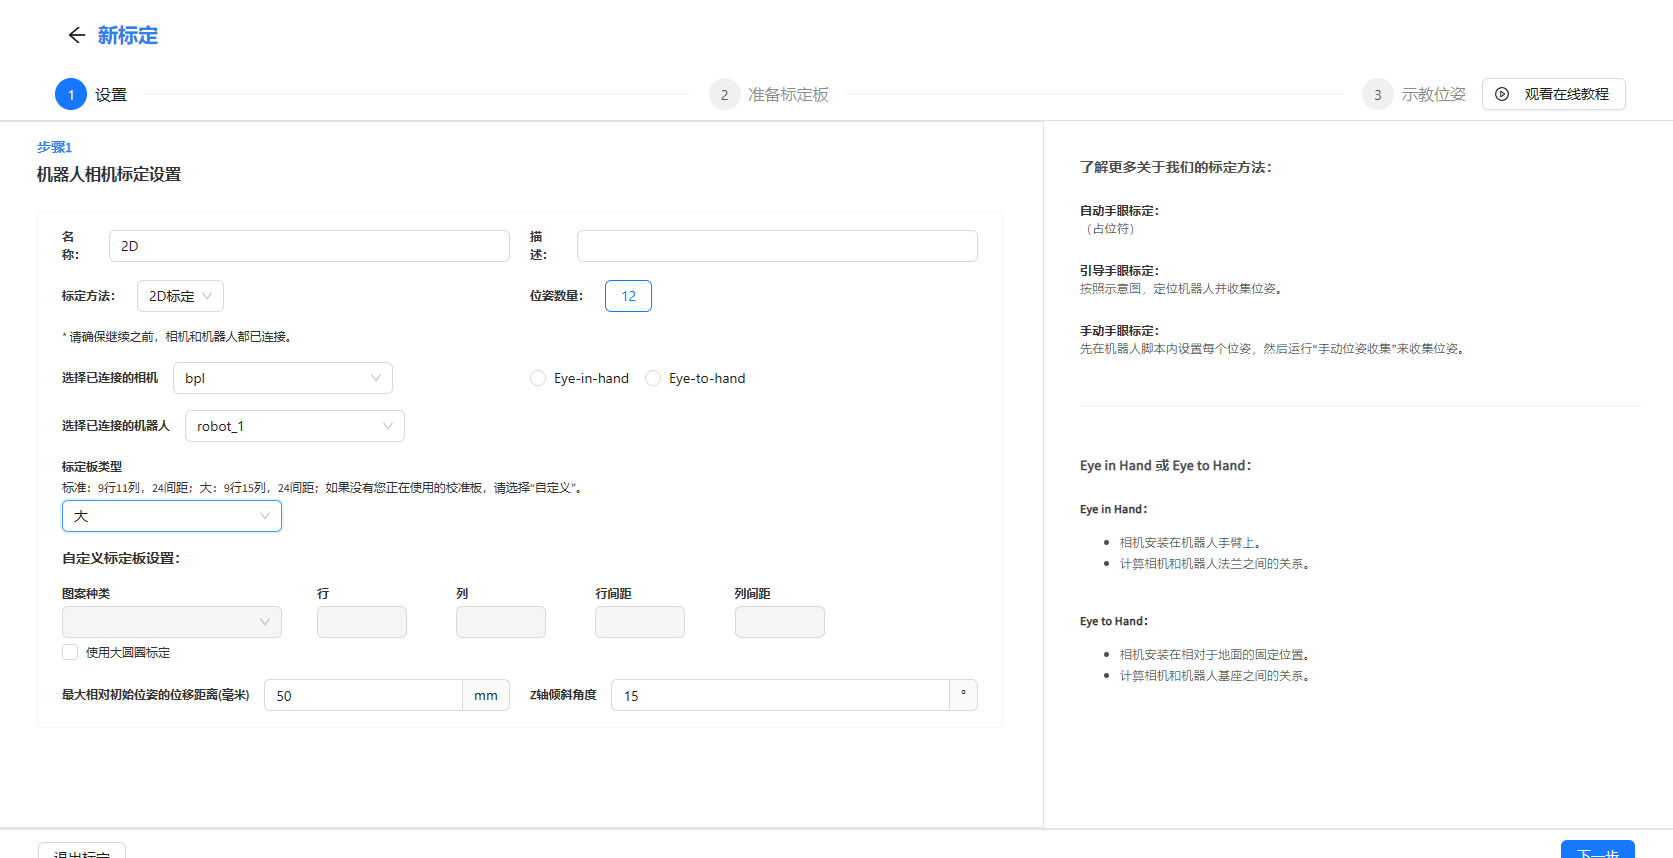 新标定
1 设置
2 准备标定板
3 示教位姿
观看在线教程
步骤1
机器人相机标定设置
名称：
2D
描述：
标定方法：
2D标定
位姿数量：
12
* 请确保继续之前，相机和机器人都已连接。
选择已连接的相机
bpl
Eye-in-hand
Eye-to-hand
选择已连接的机器人
robot_1
标定板类型
标准：9行11列，24间距；大：9行15列，24间距；如果没有您正在使用的校准板，请选择“自定义”。
大
自定义标定板设置：
图案种类
行
列
行间距
列间距
使用大圆圈标定
最大相对初始位姿的位移距离(毫米)
50
mm
Z轴倾斜角度
15
°
了解更多关于我们的标定方法：
自动手眼标定：
（占位符）
引导手眼标定：
按照示意图，定位机器人并收集位姿。
手动手眼标定：
先在机器人脚本内设置每个位姿，然后运行“手动位姿收集”来收集位姿。
Eye in Hand 或 Eye to Hand：
Eye in Hand：
相机安装在机器人手臂上。
计算相机和机器人法兰之间的关系。
Eye to Hand：
相机安装在相对于地面的固定位置。
计算相机和机器人基座之间的关系。
退出标定
下一步